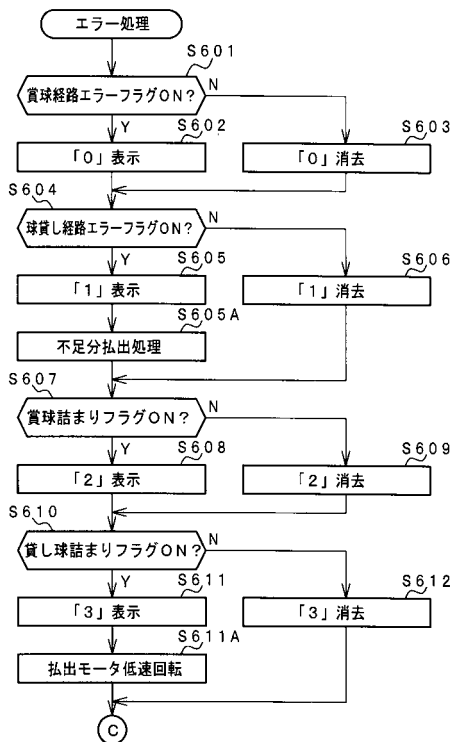 エラー処理
S601
賞球経路エラーフラグON?
N
Y
S602
S603
「0」表示
「0」消去
S604
球貸し経路エラーフラグON?
N
Y
S605
S606
「1」表示
「1」消去
S605A
不足分払出処理
S607
賞球詰まりフラグON?
N
Y
S608
S609
「2」表示
「2」消去
S610
貸し球詰まりフラグON?
N
Y
S611
S612
「3」表示
「3」消去
S611A
払出モータ低速回転
C